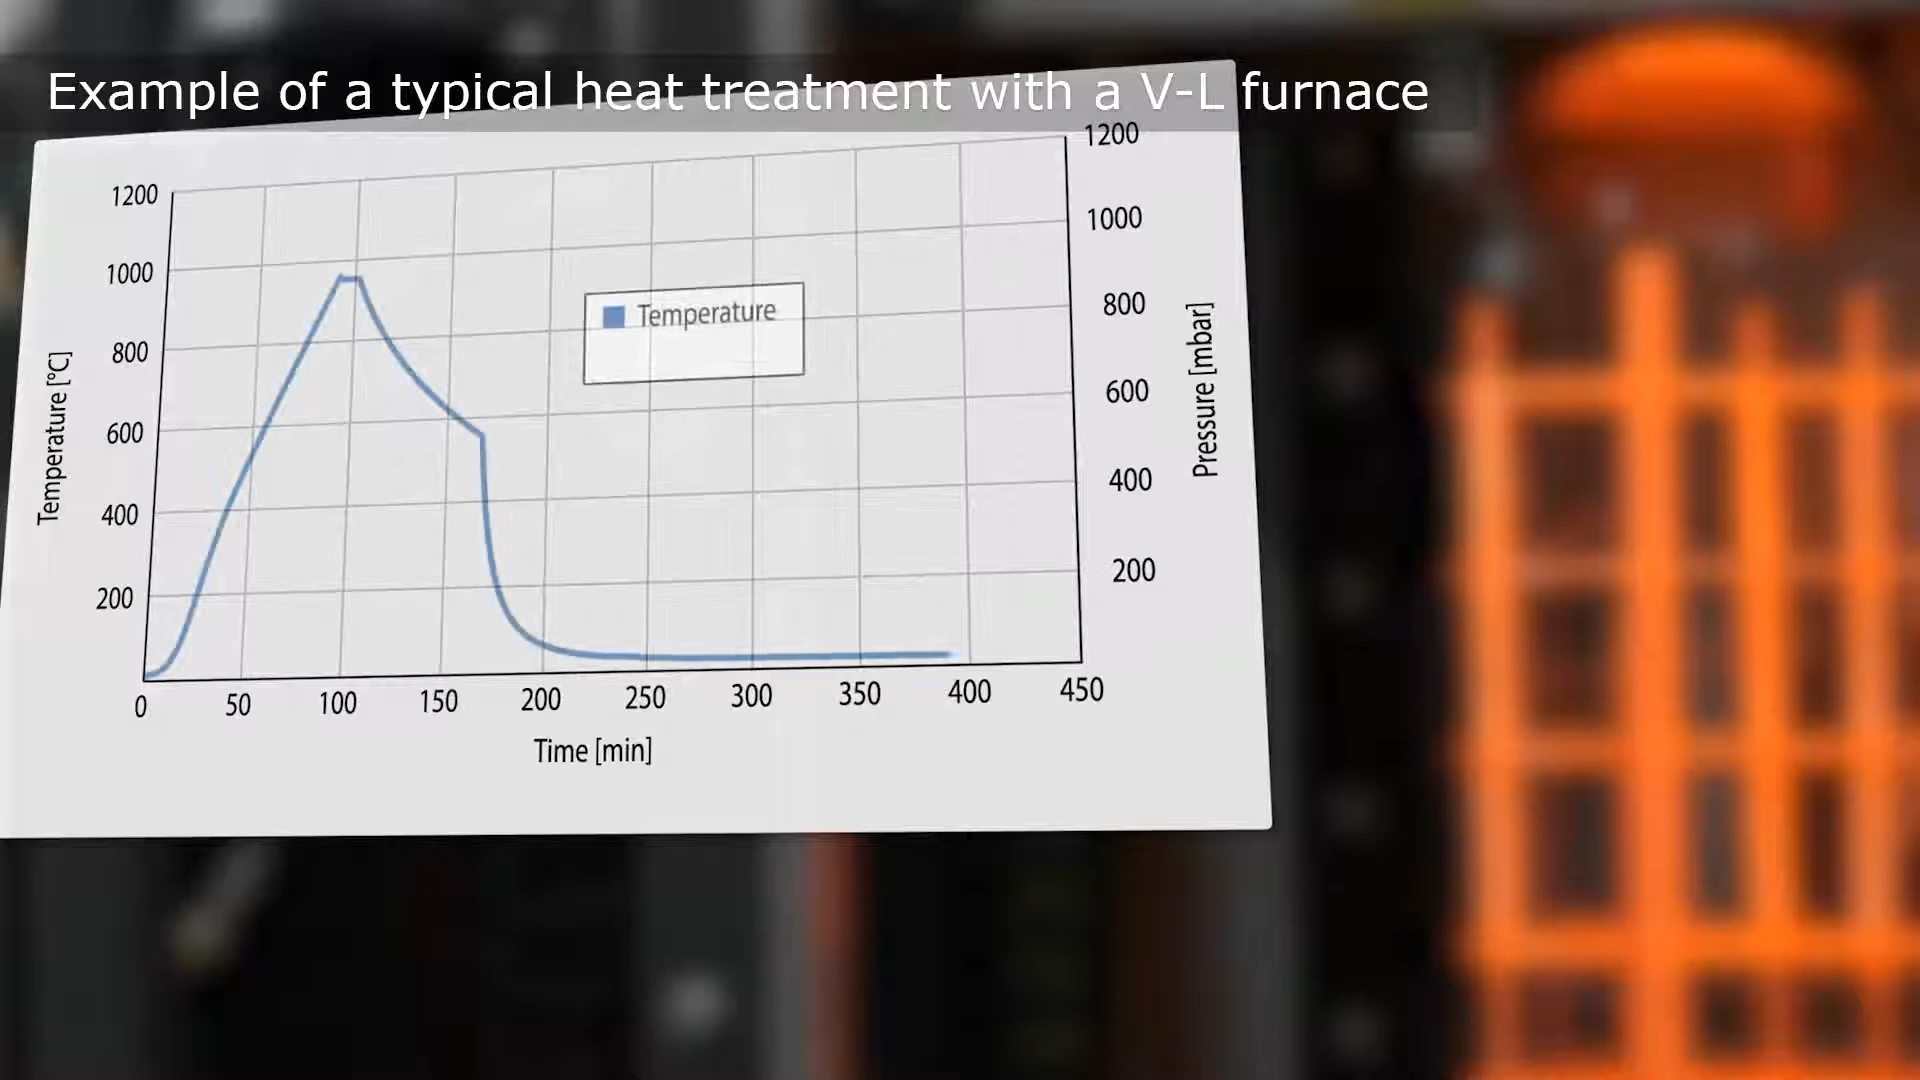 Example of a typical heat treatment with a V-L furnace
1200
1000
800
600
400
200
Temperature [°C]
1200
1000
800
600
400
200
Pressure [mbar]
Temperature
0 50 100 150 200 250 300 350 400 450
Time [min]